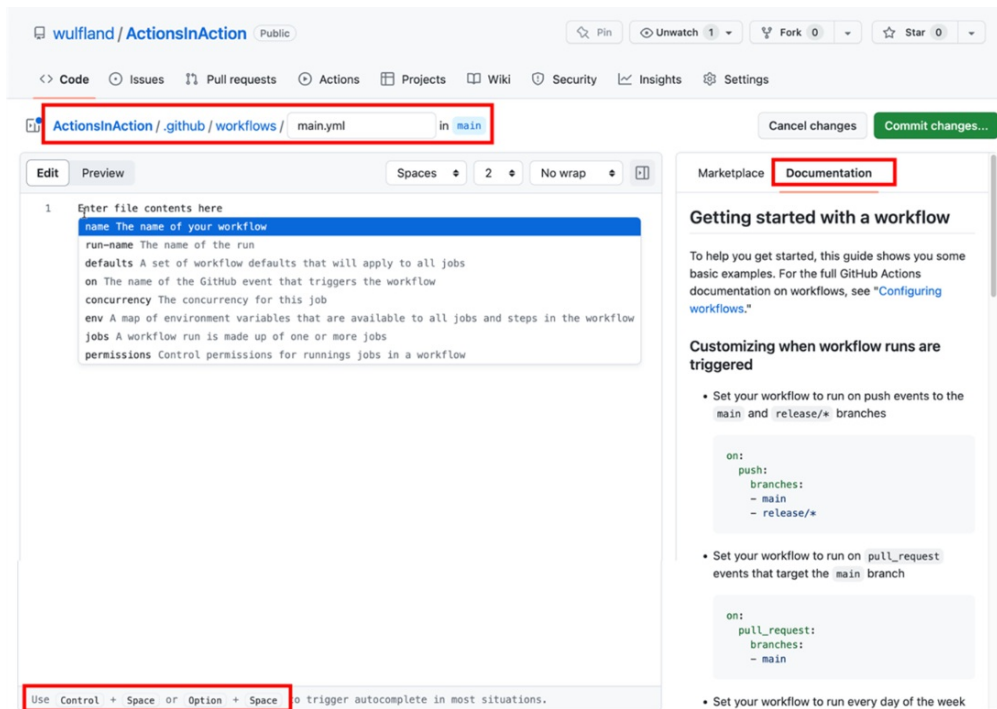 wulfland / ActionsInAction Public
Pin Unwatch 1 Fork 0 Star 0
Code Issues Pull requests Actions Projects Wiki Security Insights Settings
ActionsInAction / .github / workflows / main.yml in main
Cancel changes Commit changes...
Edit Preview Spaces 2 No wrap
1 Enter file contents here
name The name of your workflow
run-name The name of the run
defaults A set of workflow defaults that will apply to all jobs
on The name of the GitHub event that triggers the workflow
concurrency The concurrency for this job
env A map of environment variables that are available to all jobs and steps in the workflow
jobs A workflow run is made up of one or more jobs
permissions Control permissions for runnings jobs in a workflow
Use Control + Space or Option + Space to trigger autocomplete in most situations.
Marketplace Documentation
Getting started with a workflow
To help you get started, this guide shows you some
basic examples. For the full GitHub Actions
documentation on workflows, see "Configuring
workflows."
Customizing when workflow runs are
triggered
• Set your workflow to run on push events to the
main and release/* branches
on:
push:
branches:
- main
- release/*
• Set your workflow to run on pull_request
events that target the main branch
on:
pull_request:
branches:
- main
• Set your workflow to run every day of the week